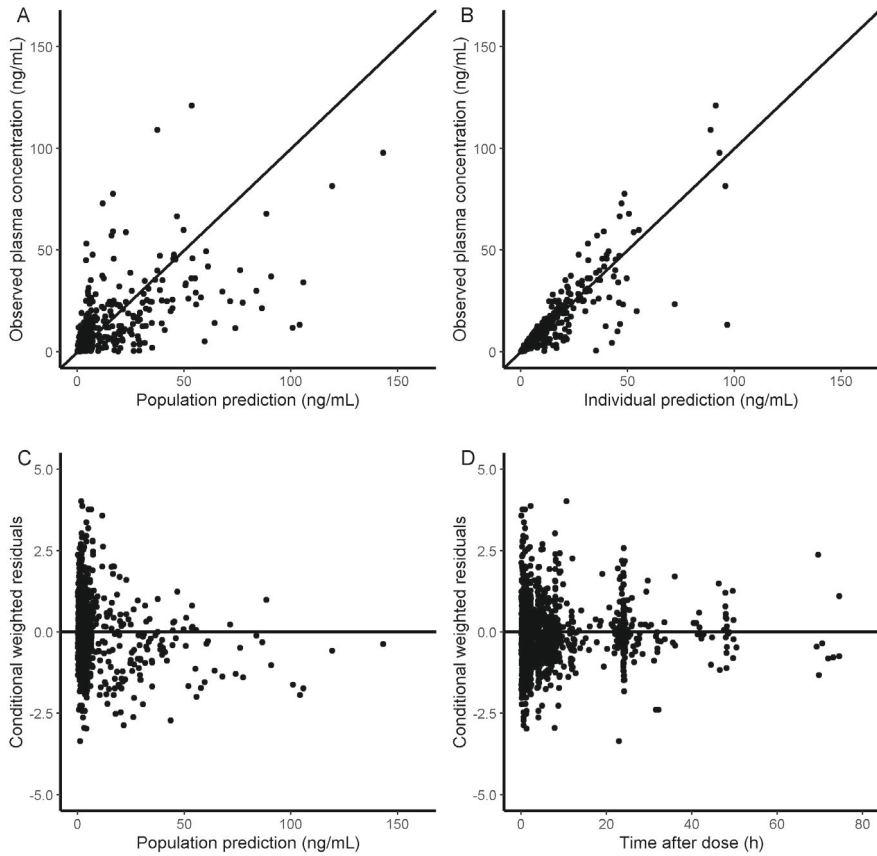 A
Observed plasma concentration (ng/mL)
150
100
50
0
0 50 100 150
Population prediction (ng/mL)
B
Observed plasma concentration (ng/mL)
150
100
50
0
0 50 100 150
Individual prediction (ng/mL)
C
Conditional weighted residuals
5.0
2.5
0.0
-2.5
-5.0
0 50 100 150
Population prediction (ng/mL)
D
Conditional weighted residuals
5.0
2.5
0.0
-2.5
-5.0
0 20 40 60 80
Time after dose (h)